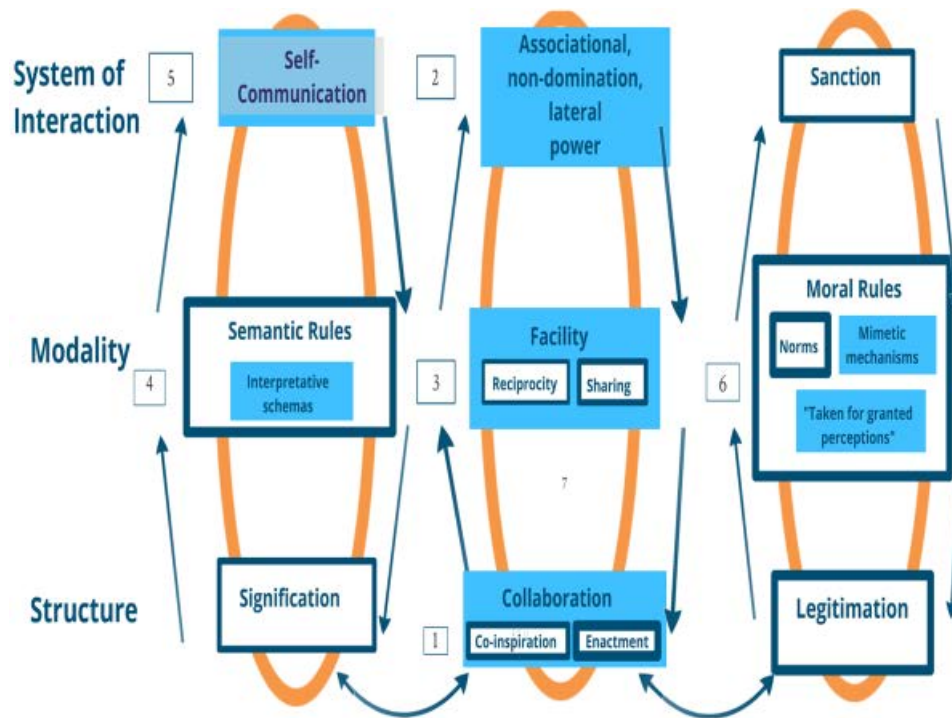 System of
Interaction
5
Self-
Communication
2
Associational,
non-domination,
lateral
power
Sanction
Modality
4
Semantic Rules
Interpretative
schemas
3
Facility
Reciprocity
Sharing
6
Moral Rules
Norms
Mimetic
mechanisms
"Taken for granted
perceptions"
7
Structure
Signification
1
Collaboration
Co-inspiration
Enactment
Legitimation